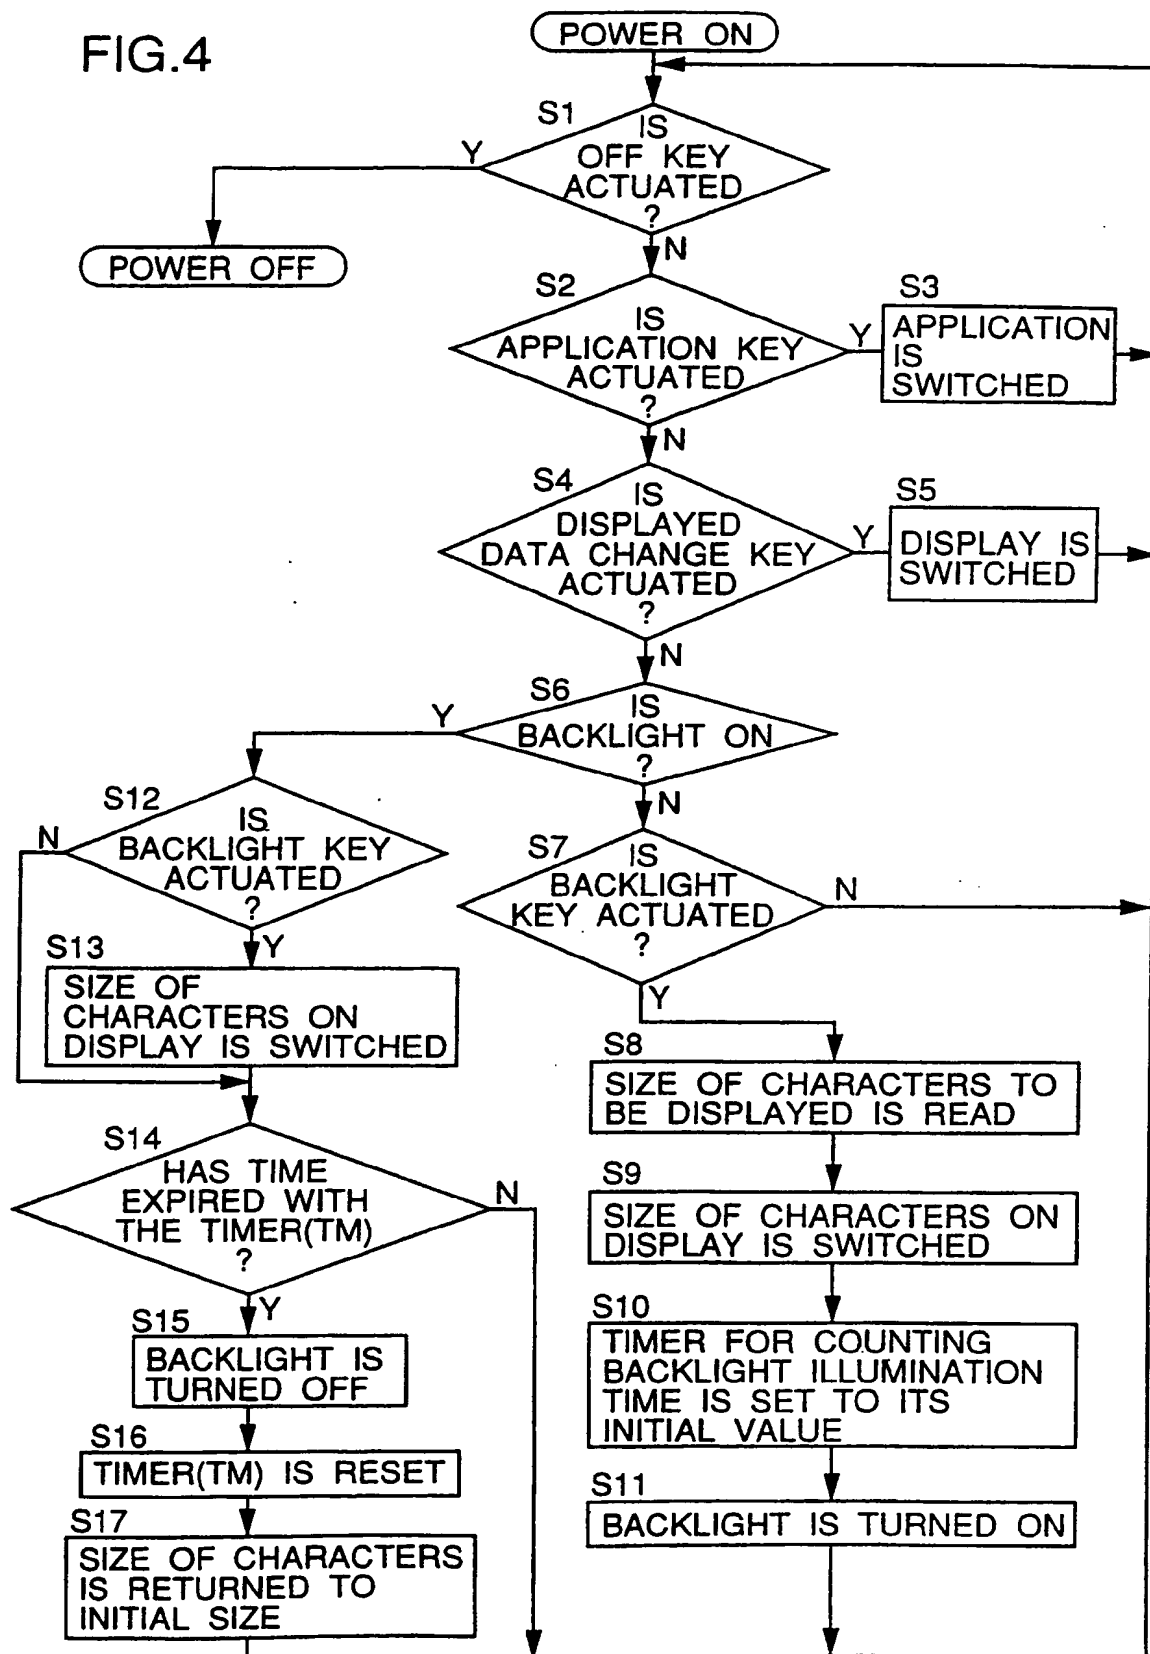 FIG.4
POWER ON
S1
IS
OFF KEY
ACTUATED
?
Y
N
POWER OFF
S2
IS
APPLICATION KEY
ACTUATED
?
Y
N
S3
APPLICATION
IS
SWITCHED
S4
IS
DISPLAYED
DATA CHANGE KEY
ACTUATED
?
Y
N
S5
DISPLAY IS
SWITCHED
S6
IS
BACKLIGHT ON
?
Y
N
S12
IS
BACKLIGHT KEY
ACTUATED
?
N
Y
S7
IS
BACKLIGHT
KEY ACTUATED
?
N
Y
S13
SIZE OF
CHARACTERS ON
DISPLAY IS SWITCHED
S8
SIZE OF CHARACTERS TO
BE DISPLAYED IS READ
S14
HAS TIME
EXPIRED WITH
THE TIMER(TM)
?
N
Y
S9
SIZE OF CHARACTERS ON
DISPLAY IS SWITCHED
S15
BACKLIGHT IS
TURNED OFF
S10
TIMER FOR COUNTING
BACKLIGHT ILLUMINATION
TIME IS SET TO ITS
INITIAL VALUE
S16
TIMER(TM) IS RESET
S11
BACKLIGHT IS TURNED ON
S17
SIZE OF CHARACTERS
IS RETURNED TO
INITIAL SIZE